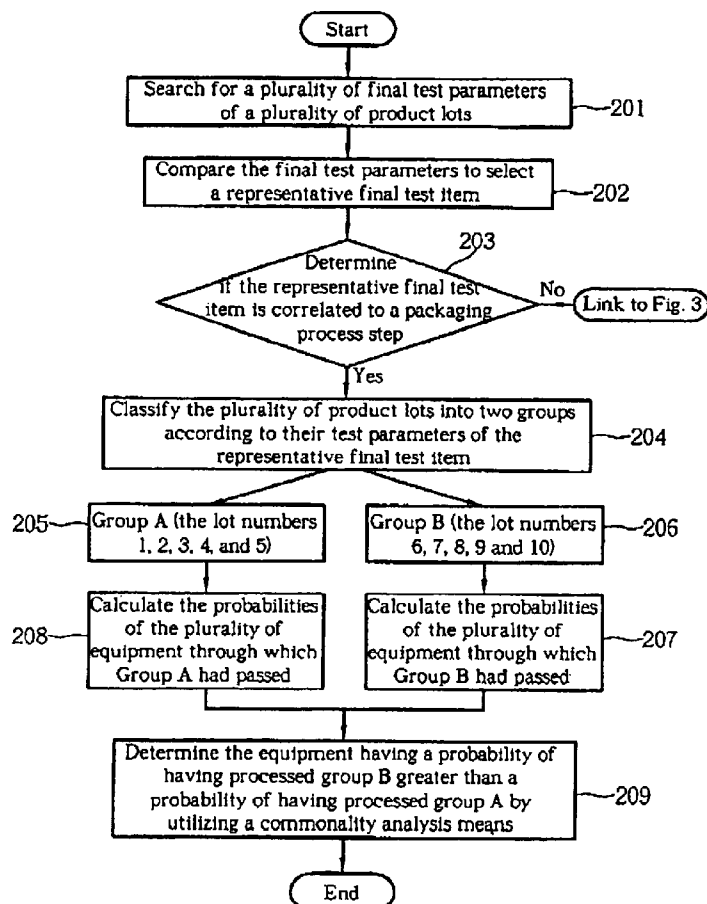 Start
Search for a plurality of final test parameters
of a plurality of product lots
201
Compare the final test parameters to select
a representative final test item
202
203
Determine
if the representative final test
item is correlated to a packaging
process step
No
Link to Fig. 3
Yes
Classify the plurality of product lots into two groups
according to their test parameters of the
representative final test item
204
205
Group A (the lot numbers
1, 2, 3, 4, and 5)
Group B (the lot numbers
6, 7, 8, 9 and 10)
206
208
Calculate the probabilities
of the plurality of
equipment through which
Group A had passed
Calculate the probabilities
of the plurality of
equipment through which
Group B had passed
207
Determine the equipment having a probability of
having processed group B greater than a
probability of having processed group A by
utilizing a commonality analysis means
209
End